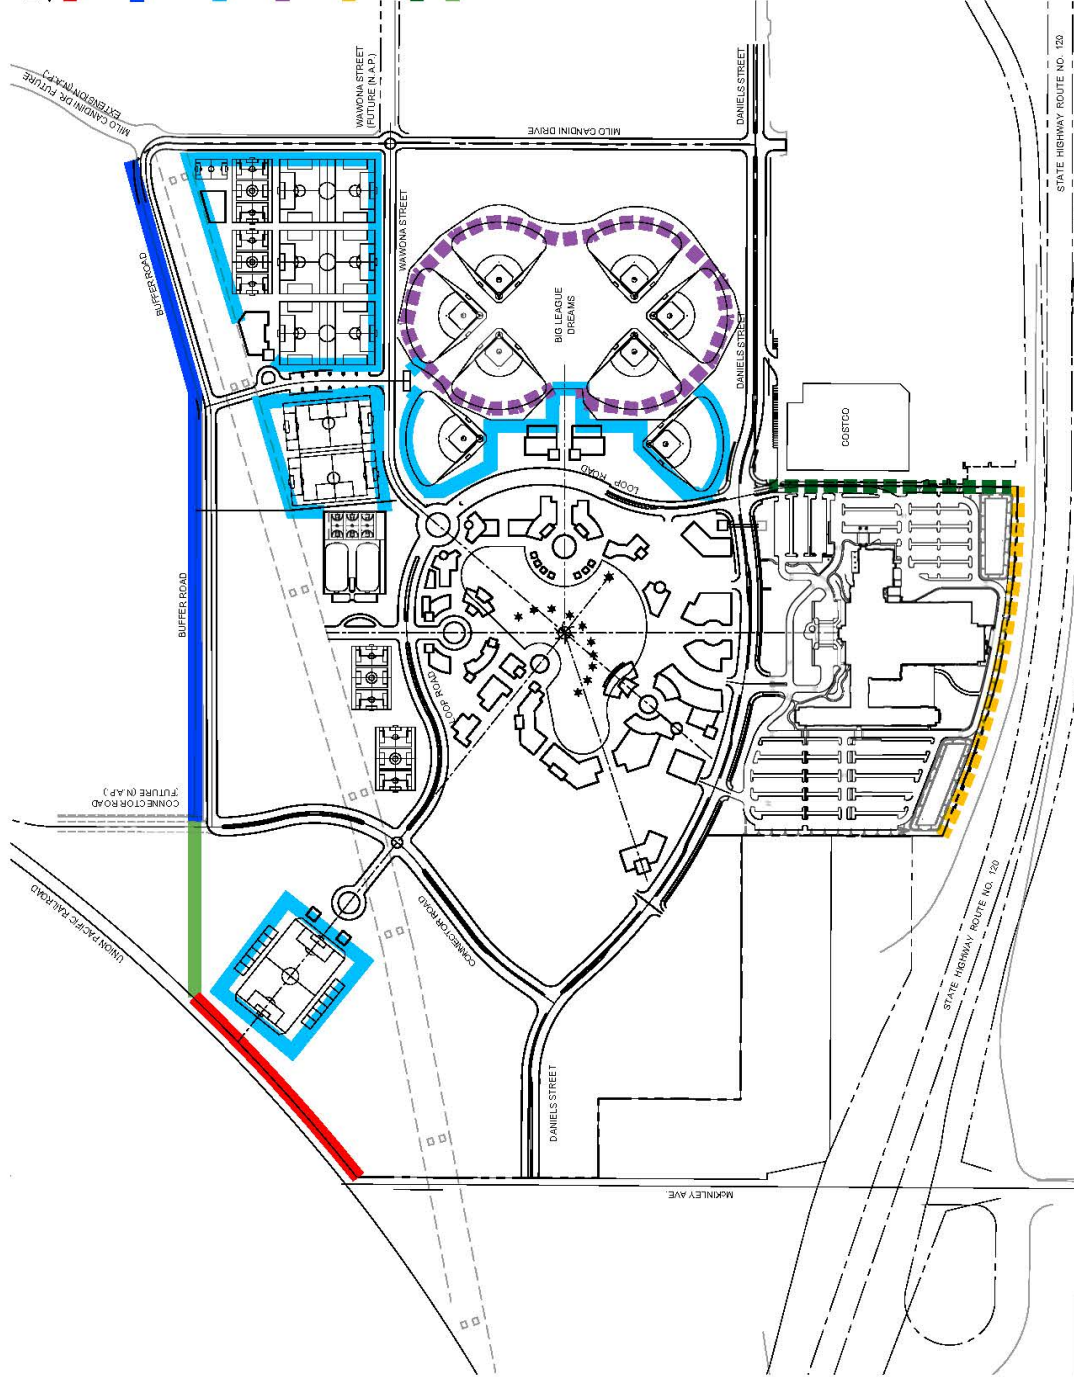 STATE HIGHWAY ROUTE NO. 120
WAWONA STREET
(FUTURE (N.A.P.)
DANIELS STREET
MILO CANDINI DR. FUTURE
EXTENSION (N.A.P.)
MILO CANDINI DRIVE
WAWONA STREET
BUFFER ROAD
BIG LEAGUE
DREAMS
DANIELS STREET
COSTCO
LOOP ROAD
BUFFER ROAD
LOOP ROAD
CONNECTOR ROAD
(FUTURE (N.A.P.)
UNION PACIFIC RAILROAD
CONNECTOR ROAD
STATE HIGHWAY ROUTE NO. 120
DANIELS STREET
McKINLEY AVE.